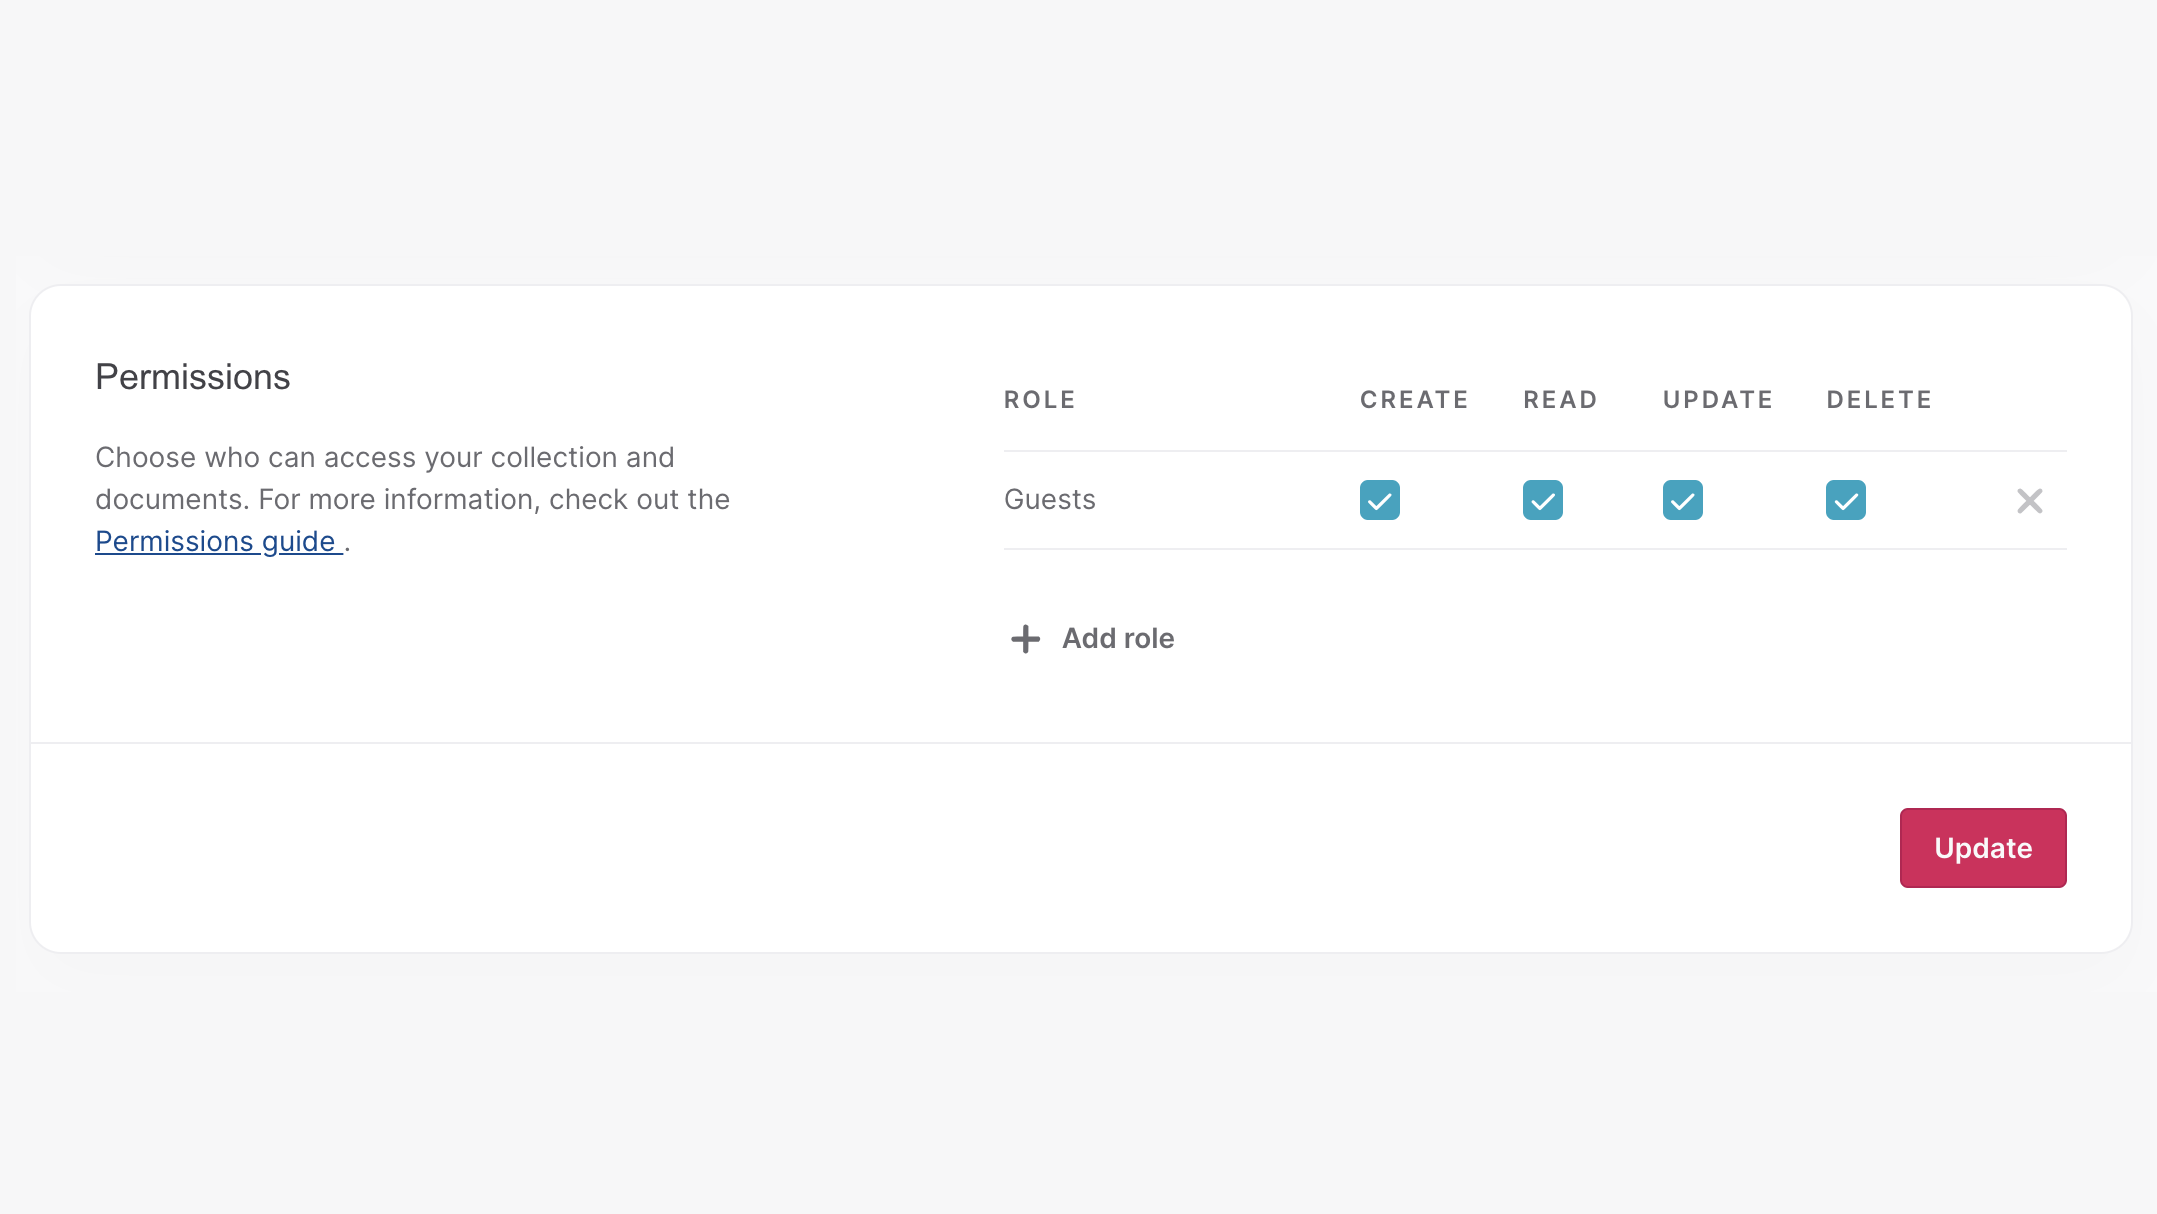 Permissions
Choose who can access your collection and
documents. For more information, check out the
Permissions guide .
ROLE CREATE READ UPDATE DELETE
Guests
Add role
Update